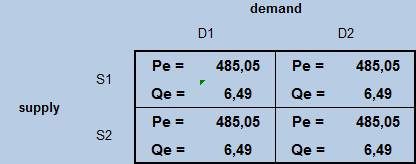 demand
D1 D2
Pe = 485,05 Pe = 485,05
S1
Qe = 6,49 Qe = 6,49
supply
Pe = 485,05 Pe = 485,05
S2
Qe = 6,49 Qe = 6,49